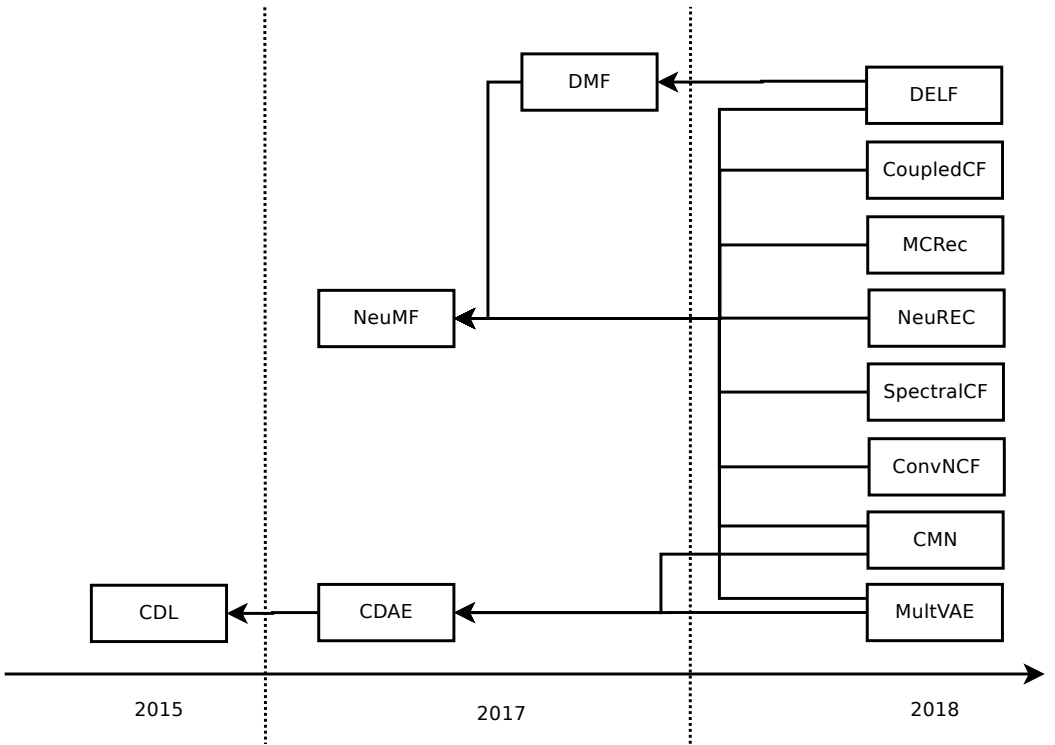 DMF
DELF
CoupledCF
MCRec
NeuMF
NeuREC
SpectralCF
ConvNCF
CMN
CDL
CDAE
MultVAE
2015
2017
2018